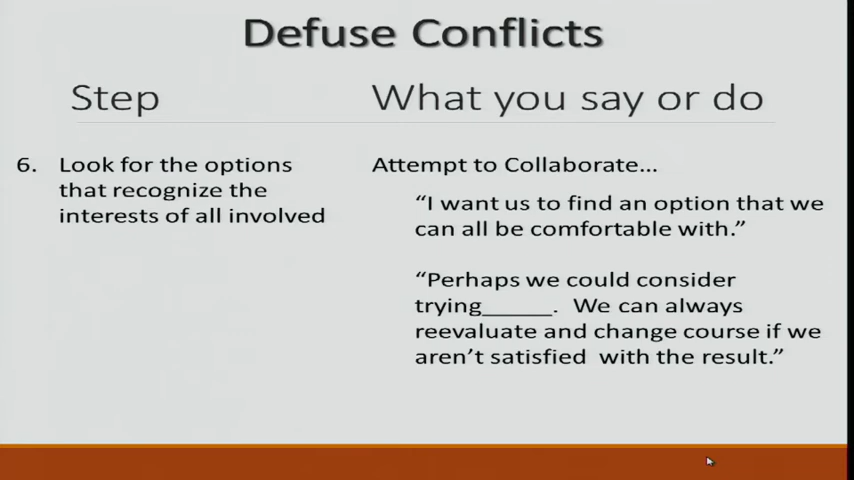 Defuse Conflicts
Step
What you say or do
6. Look for the options
that recognize the
interests of all involved
Attempt to Collaborate...
“I want us to find an option that we
can all be comfortable with.”
“Perhaps we could consider
trying______. We can always
reevaluate and change course if we
aren’t satisfied with the result.”